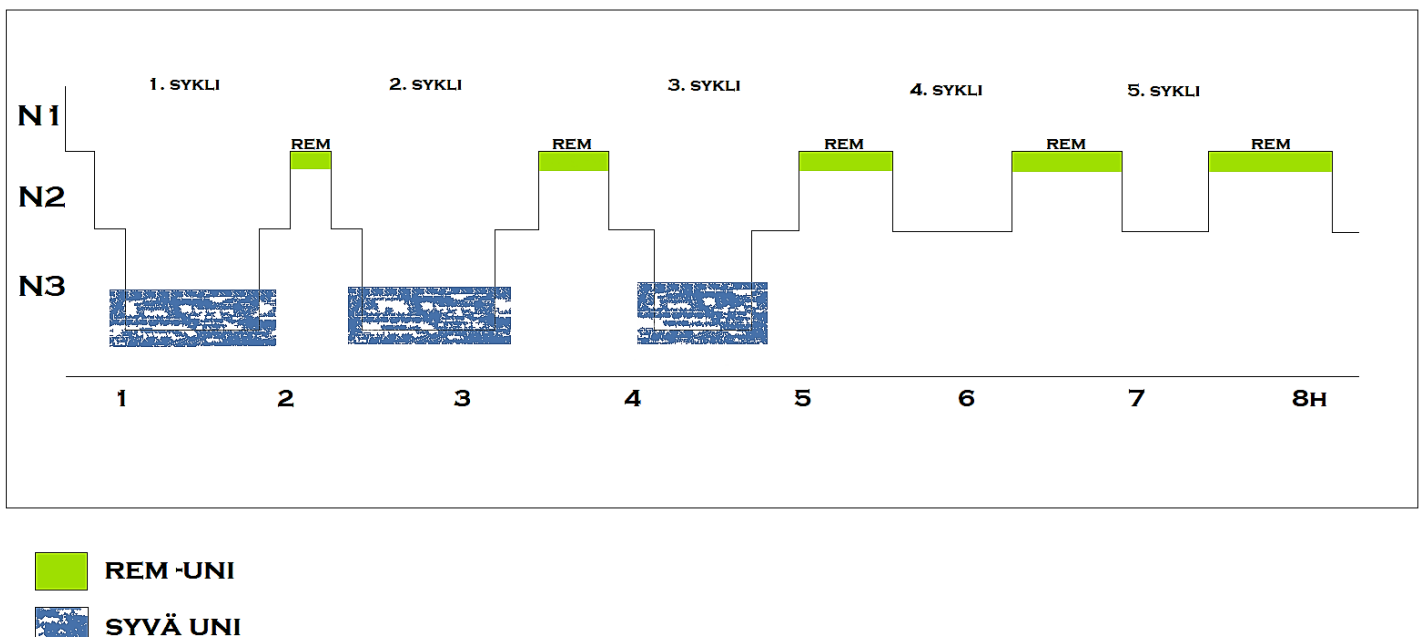 1. SYKLI 2. SYKLI 3. SYKLI 4. SYKLI 5. SYKLI
N1
REM REM REM REM REM
N2
N3
1 2 3 4 5 6 7 8H
REM -UNI
SYVÄ UNI